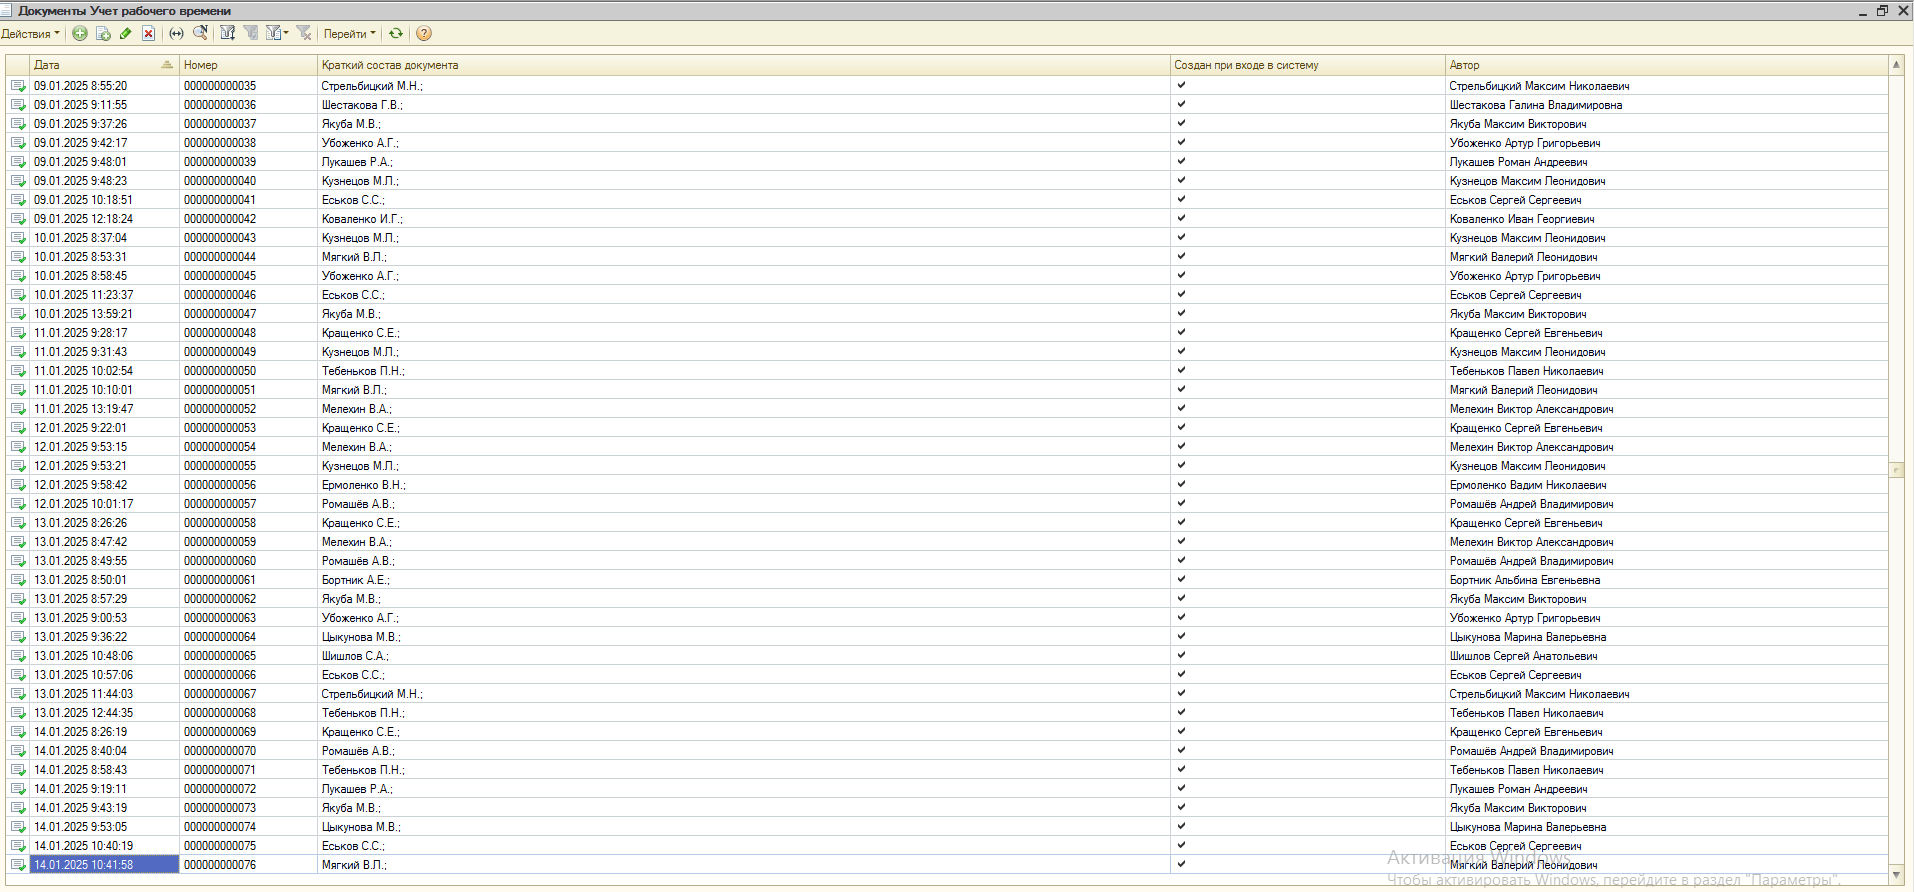 Документы Учет рабочего времени
Действия Перейти
Дата Номер Краткий состав документа Создан при входе в систему Автор
09.01.2025 8:55:20 000000000035 Стрельбицкий М.Н.; Стрельбицкий Максим Николаевич
09.01.2025 9:11:55 000000000036 Шестакова Г.В.; Шестакова Галина Владимировна
09.01.2025 9:37:26 000000000037 Якуба М.В.; Якуба Максим Викторович
09.01.2025 9:42:17 000000000038 Убоженко А.Г.; Убоженко Артур Григорьевич
09.01.2025 9:48:01 000000000039 Лукашев Р.А.; Лукашев Роман Андреевич
09.01.2025 9:48:23 000000000040 Кузнецов М.Л.; Кузнецов Максим Леонидович
09.01.2025 10:18:51 000000000041 Еськов С.С.; Еськов Сергей Сергеевич
09.01.2025 12:18:24 000000000042 Коваленко И.Г.; Коваленко Иван Георгиевич
10.01.2025 8:37:04 000000000043 Кузнецов М.Л.; Кузнецов Максим Леонидович
10.01.2025 8:53:31 000000000044 Мягкий В.Л.; Мягкий Валерий Леонидович
10.01.2025 8:58:45 000000000045 Убоженко А.Г.; Убоженко Артур Григорьевич
10.01.2025 11:23:37 000000000046 Еськов С.С.; Еськов Сергей Сергеевич
10.01.2025 13:59:21 000000000047 Якуба М.В.; Якуба Максим Викторович
11.01.2025 9:28:17 000000000048 Кращенко С.Е.; Кращенко Сергей Евгеньевич
11.01.2025 9:31:43 000000000049 Кузнецов М.Л.; Кузнецов Максим Леонидович
11.01.2025 10:02:54 000000000050 Тебеньков П.Н.; Тебеньков Павел Николаевич
11.01.2025 10:10:01 000000000051 Мягкий В.Л.; Мягкий Валерий Леонидович
11.01.2025 13:19:47 000000000052 Мелехин В.А.; Мелехин Виктор Александрович
12.01.2025 9:22:01 000000000053 Кращенко С.Е.; Кращенко Сергей Евгеньевич
12.01.2025 9:53:15 000000000054 Мелехин В.А.; Мелехин Виктор Александрович
12.01.2025 9:53:21 000000000055 Кузнецов М.Л.; Кузнецов Максим Леонидович
12.01.2025 9:58:42 000000000056 Ермоленко В.Н.; Ермоленко Вадим Николаевич
12.01.2025 10:01:17 000000000057 Ромашёв А.В.; Ромашёв Андрей Владимирович
13.01.2025 8:26:26 000000000058 Кращенко С.Е.; Кращенко Сергей Евгеньевич
13.01.2025 8:47:42 000000000059 Мелехин В.А.; Мелехин Виктор Александрович
13.01.2025 8:49:55 000000000060 Ромашёв А.В.; Ромашёв Андрей Владимирович
13.01.2025 8:50:01 000000000061 Бортник А.Е.; Бортник Альбина Евгеньевна
13.01.2025 8:57:29 000000000062 Якуба М.В.; Якуба Максим Викторович
13.01.2025 9:00:53 000000000063 Убоженко А.Г.; Убоженко Артур Григорьевич
13.01.2025 9:36:22 000000000064 Цыкунова М.В.; Цыкунова Марина Валерьевна
13.01.2025 10:48:06 000000000065 Шишлов С.А.; Шишлов Сергей Анатольевич
13.01.2025 10:57:06 000000000066 Еськов С.С.; Еськов Сергей Сергеевич
13.01.2025 11:44:03 000000000067 Стрельбицкий М.Н.; Стрельбицкий Максим Николаевич
13.01.2025 12:44:35 000000000068 Тебеньков П.Н.; Тебеньков Павел Николаевич
14.01.2025 8:26:19 000000000069 Кращенко С.Е.; Кращенко Сергей Евгеньевич
14.01.2025 8:40:04 000000000070 Ромашёв А.В.; Ромашёв Андрей Владимирович
14.01.2025 8:58:43 000000000071 Тебеньков П.Н.; Тебеньков Павел Николаевич
14.01.2025 9:19:11 000000000072 Лукашев Р.А.; Лукашев Роман Андреевич
14.01.2025 9:43:19 000000000073 Якуба М.В.; Якуба Максим Викторович
14.01.2025 9:53:05 000000000074 Цыкунова М.В.; Цыкунова Марина Валерьевна
14.01.2025 10:40:19 000000000075 Еськов С.С.; Еськов Сергей Сергеевич
14.01.2025 10:41:58 000000000076 Мягкий В.Л.; Мягкий Валерий Леонидович
Активация Windows
Чтобы активировать Windows, перейдите в раздел "Параметры".